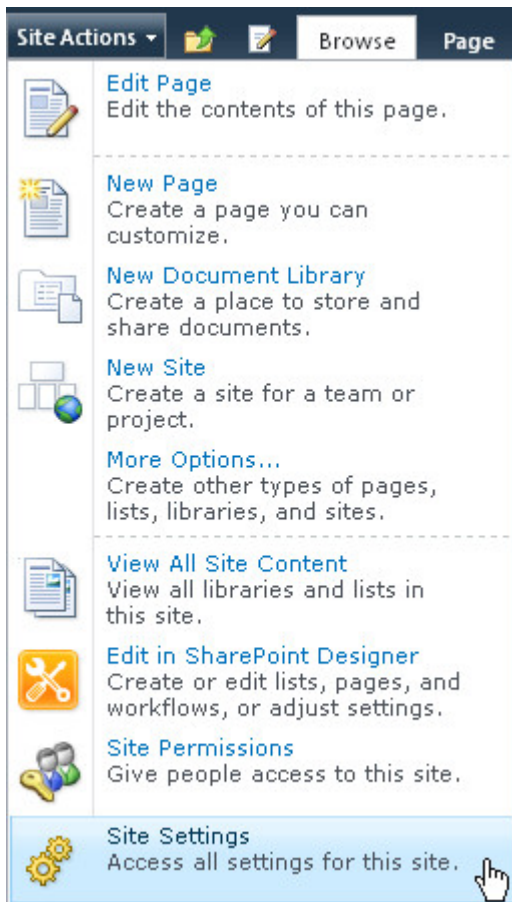 Site Actions Browse Page
Edit Page
Edit the contents of this page.
New Page
Create a page you can
customize.
New Document Library
Create a place to store and
share documents.
New Site
Create a site for a team or
project.
More Options...
Create other types of pages,
lists, libraries, and sites.
View All Site Content
View all libraries and lists in
this site.
Edit in SharePoint Designer
Create or edit lists, pages, and
workflows, or adjust settings.
Site Permissions
Give people access to this site.
Site Settings
Access all settings for this site.